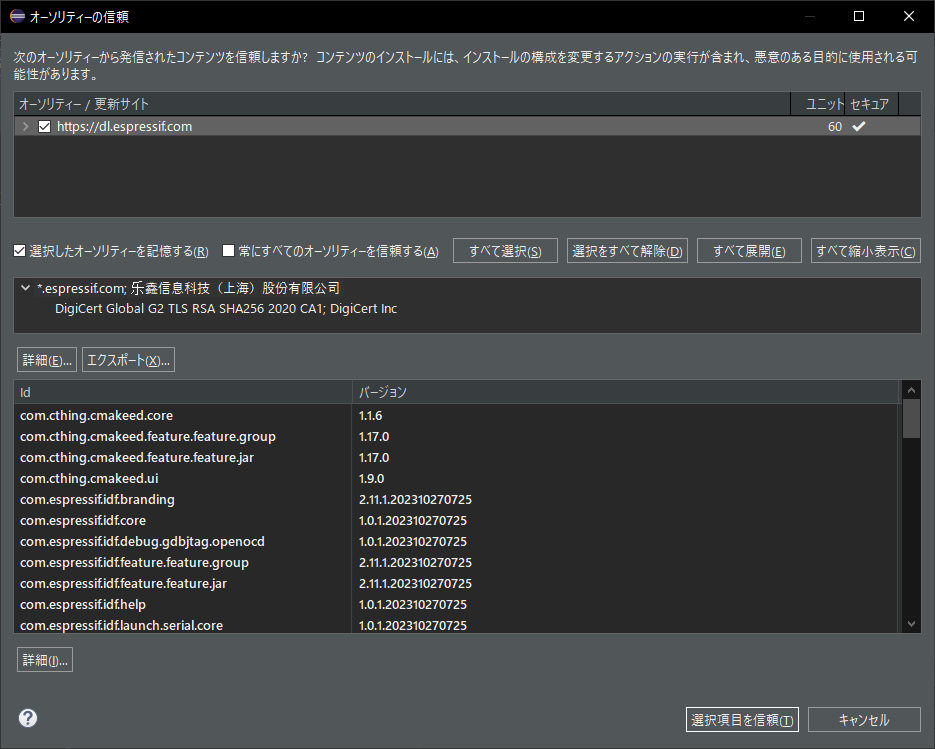 オーソリティーの信頼
次のオーソリティーから発信されたコンテンツを信頼しますか? コンテンツのインストールには、インストールの構成を変更するアクションの実行が含まれ、悪意のある目的に使用される可
能性があります。
オーソリティー / 更新サイト ユニット セキュア
https://dl.espressif.com 60
選択したオーソリティーを記憶する(R) 常にすべてのオーソリティーを信頼する(A) すべて選択(S) 選択をすべて解除(D) すべて展開(E) すべて縮小表示(C)
*.espressif.com; 乐鑫信息科技（上海）股份有限公司
DigiCert Global G2 TLS RSA SHA256 2020 CA1; DigiCert Inc
詳細(E)... エクスポート(X)...
Id バージョン
com.cthing.cmakeed.core 1.1.6
com.cthing.cmakeed.feature.feature.group 1.17.0
com.cthing.cmakeed.feature.feature.jar 1.17.0
com.cthing.cmakeed.ui 1.9.0
com.espressif.idf.branding 2.11.1.202310270725
com.espressif.idf.core 1.0.1.202310270725
com.espressif.idf.debug.gdbjtag.openocd 1.0.1.202310270725
com.espressif.idf.feature.feature.group 2.11.1.202310270725
com.espressif.idf.feature.feature.jar 2.11.1.202310270725
com.espressif.idf.help 1.0.1.202310270725
com.espressif.idf.launch.serial.core 1.0.1.202310270725
詳細(I)...
選択項目を信頼(T) キャンセル